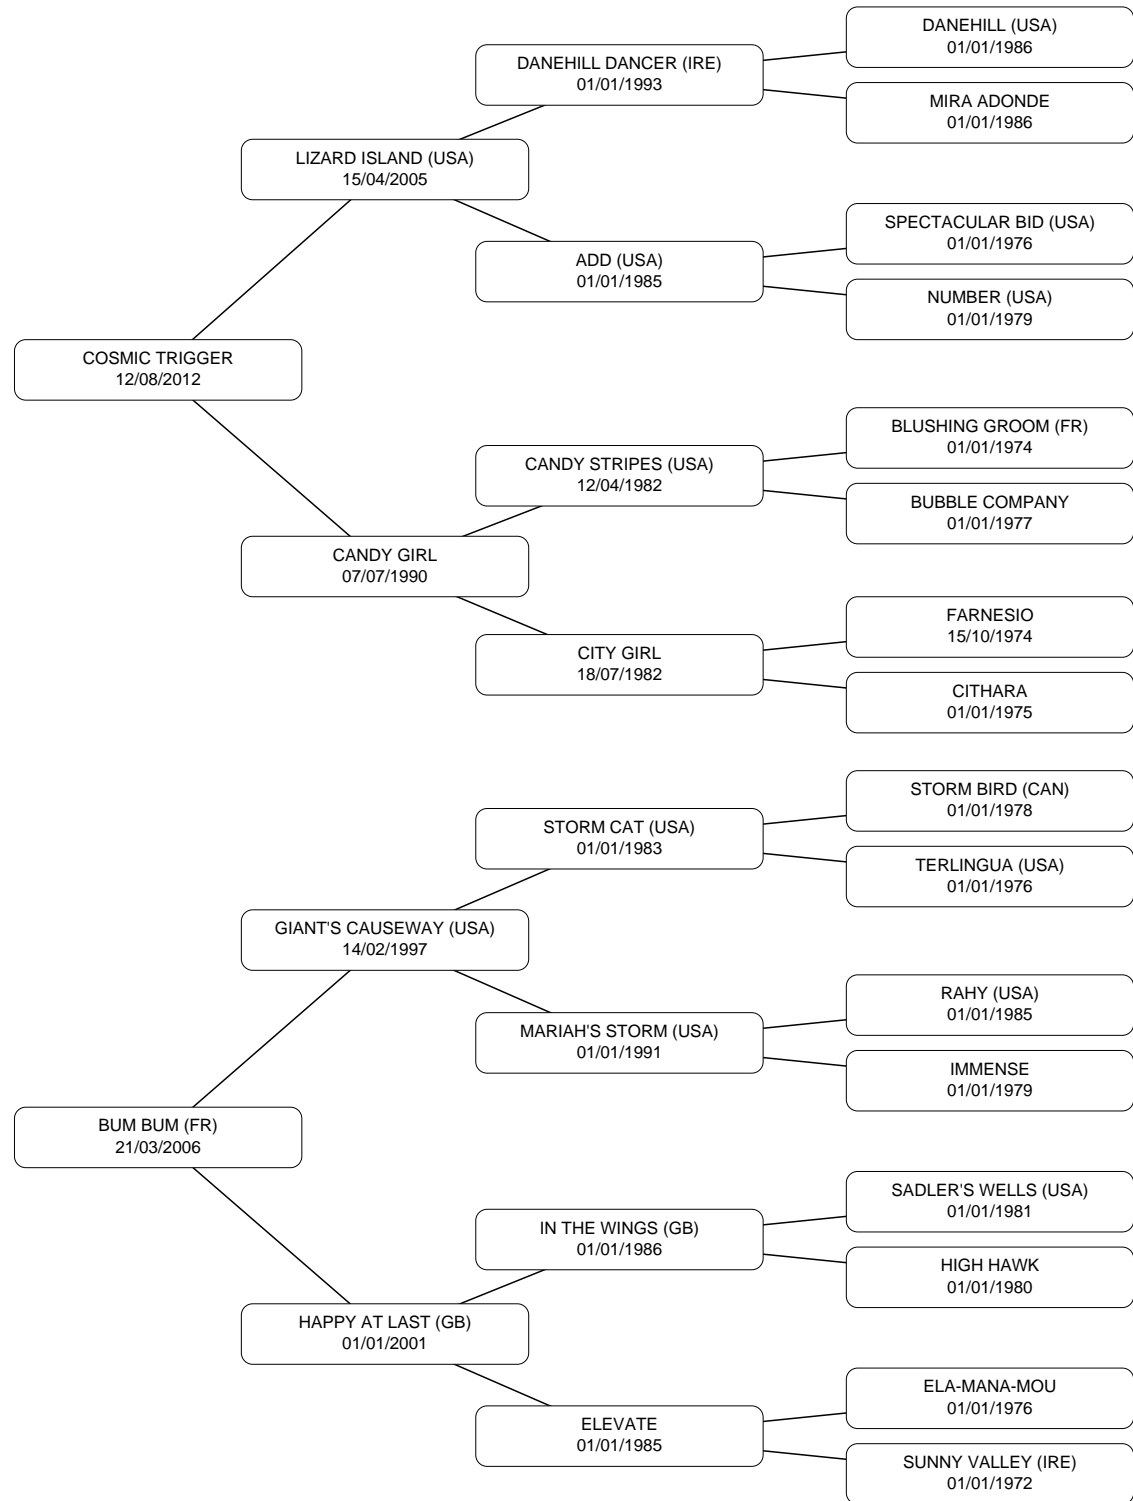 DANEHILL (USA)
01/01/1986
DANEHILL DANCER (IRE)
01/01/1993
MIRA ADONDE
01/01/1986
LIZARD ISLAND (USA)
15/04/2005
SPECTACULAR BID (USA)
01/01/1976
ADD (USA)
01/01/1985
NUMBER (USA)
01/01/1979
COSMIC TRIGGER
12/08/2012
BLUSHING GROOM (FR)
01/01/1974
CANDY STRIPES (USA)
12/04/1982
BUBBLE COMPANY
01/01/1977
CANDY GIRL
07/07/1990
FARNESIO
15/10/1974
CITY GIRL
18/07/1982
CITHARA
01/01/1975
STORM BIRD (CAN)
01/01/1978
STORM CAT (USA)
01/01/1983
TERLINGUA (USA)
01/01/1976
GIANT'S CAUSEWAY (USA)
14/02/1997
RAHY (USA)
01/01/1985
MARIAH'S STORM (USA)
01/01/1991
IMMENSE
01/01/1979
BUM BUM (FR)
21/03/2006
SADLER'S WELLS (USA)
01/01/1981
IN THE WINGS (GB)
01/01/1986
HIGH HAWK
01/01/1980
HAPPY AT LAST (GB)
01/01/2001
ELA-MANA-MOU
01/01/1976
ELEVATE
01/01/1985
SUNNY VALLEY (IRE)
01/01/1972